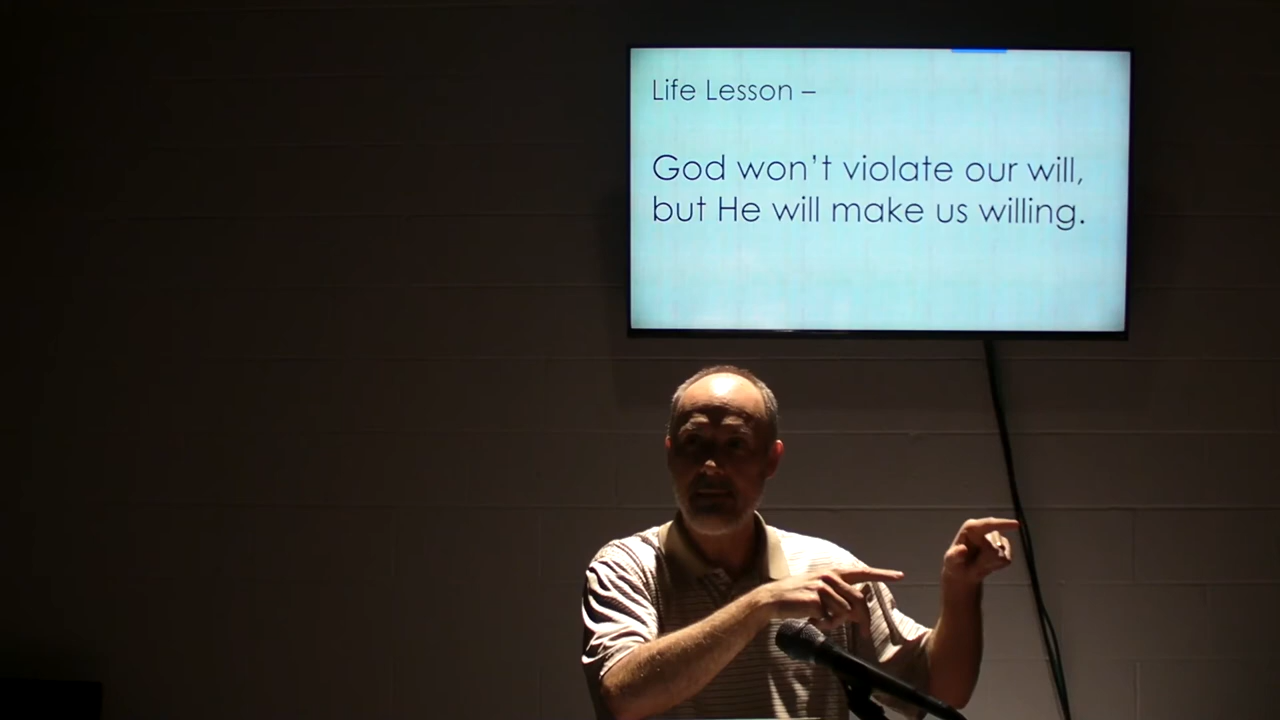 Life Lesson –
God won't violate our will,
but He will make us willing.